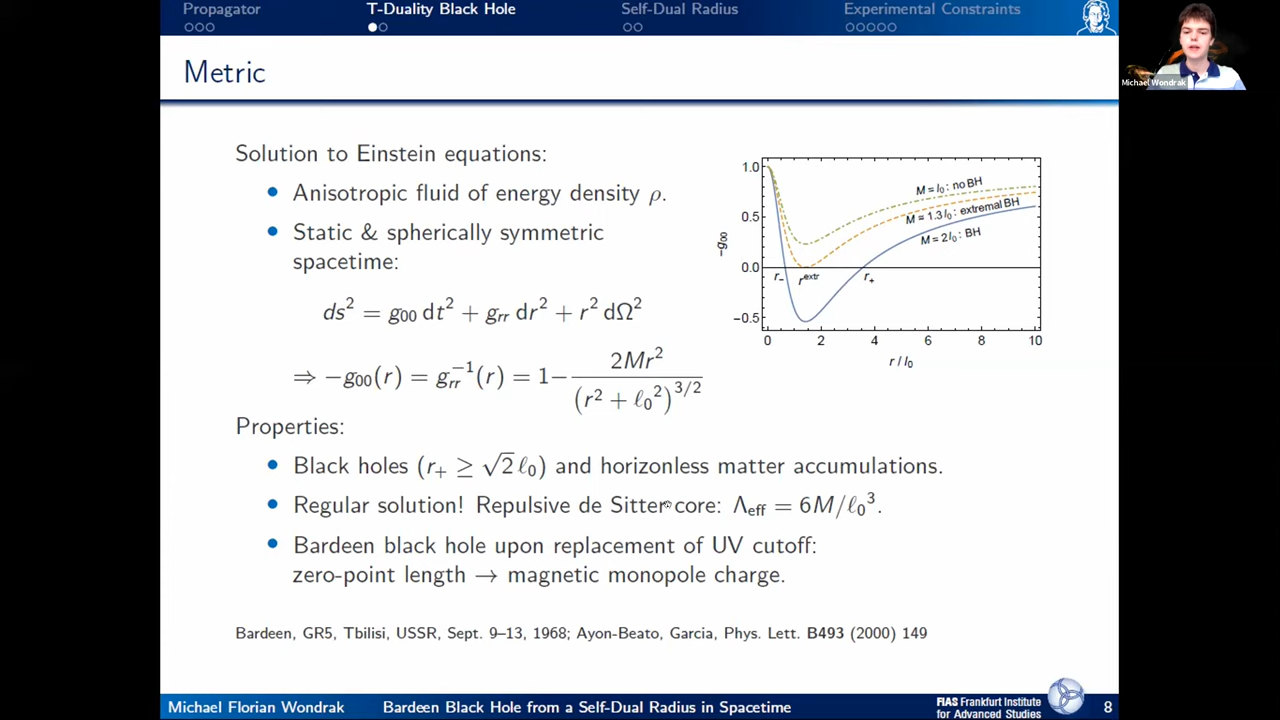 Propagator
T-Duality Black Hole
Self-Dual Radius
Experimental Constraints
Michael Wondrak
Metric
Solution to Einstein equations:
• Anisotropic fluid of energy density ρ.
• Static & spherically symmetric
spacetime:
ds² = g₀₀ dt² + gᵣᵣ dr² + r² dΩ²
⇒ −g₀₀(r) = gᵣᵣ⁻¹(r) = 1− 2Mr² / (r² + ℓ₀²)^3/2
1.0
0.5
0.0
−0.5
−g₀₀
M = l₀ : no BH
M = 1.3 l₀ : extremal BH
M = 2 l₀ : BH
r₋ r^extr r₊
0 2 4 6 8 10
r / l₀
Properties:
• Black holes (r₊ ≥ √2 ℓ₀) and horizonless matter accumulations.
• Regular solution! Repulsive de Sitter core: Λ_eff = 6M/ℓ₀³.
• Bardeen black hole upon replacement of UV cutoff:
zero-point length → magnetic monopole charge.
Bardeen, GR5, Tbilisi, USSR, Sept. 9–13, 1968; Ayon-Beato, Garcia, Phys. Lett. B493 (2000) 149
Michael Florian Wondrak
Bardeen Black Hole from a Self-Dual Radius in Spacetime
FIAS Frankfurt Institute
for Advanced Studies
8